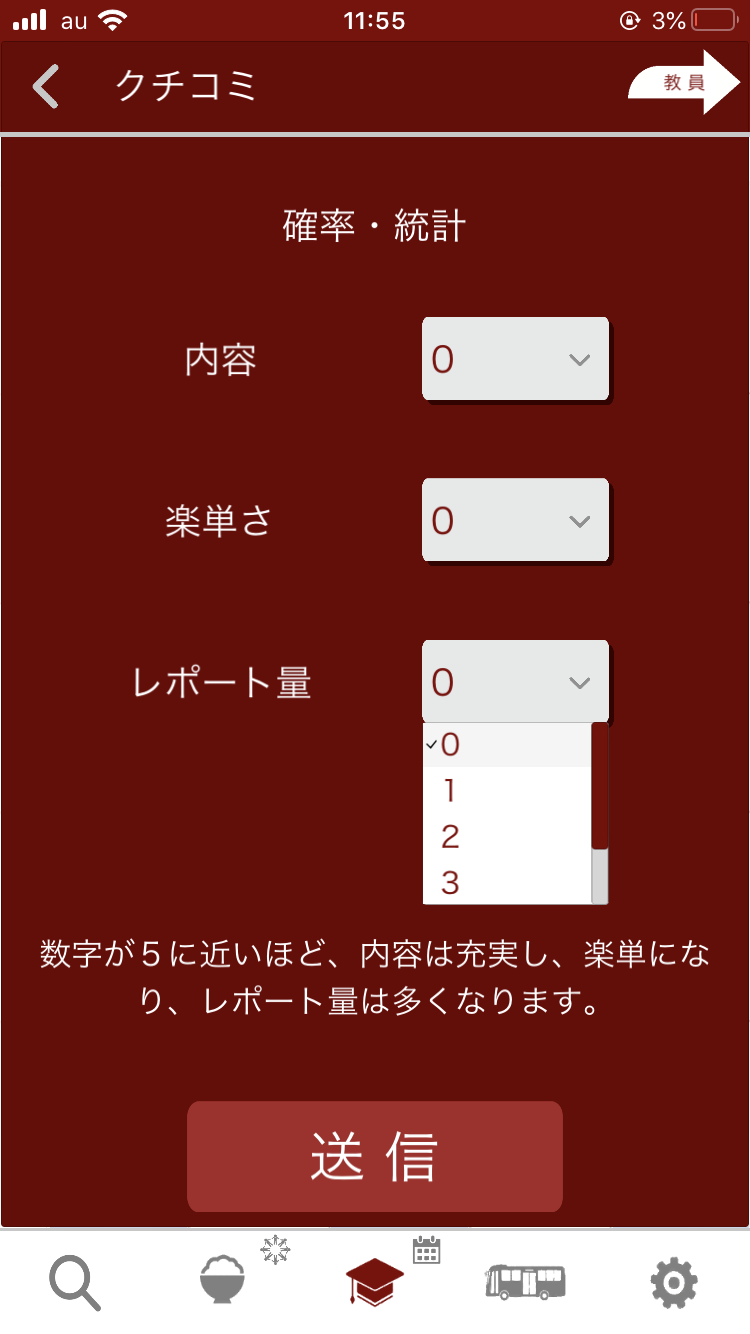 au 11:55 3%
クチコミ 教員
確率・統計
内容 0
楽単さ 0
レポート量 0
0
1
2
3
数字が５に近いほど、内容は充実し、楽単にな
り、レポート量は多くなります。
送信